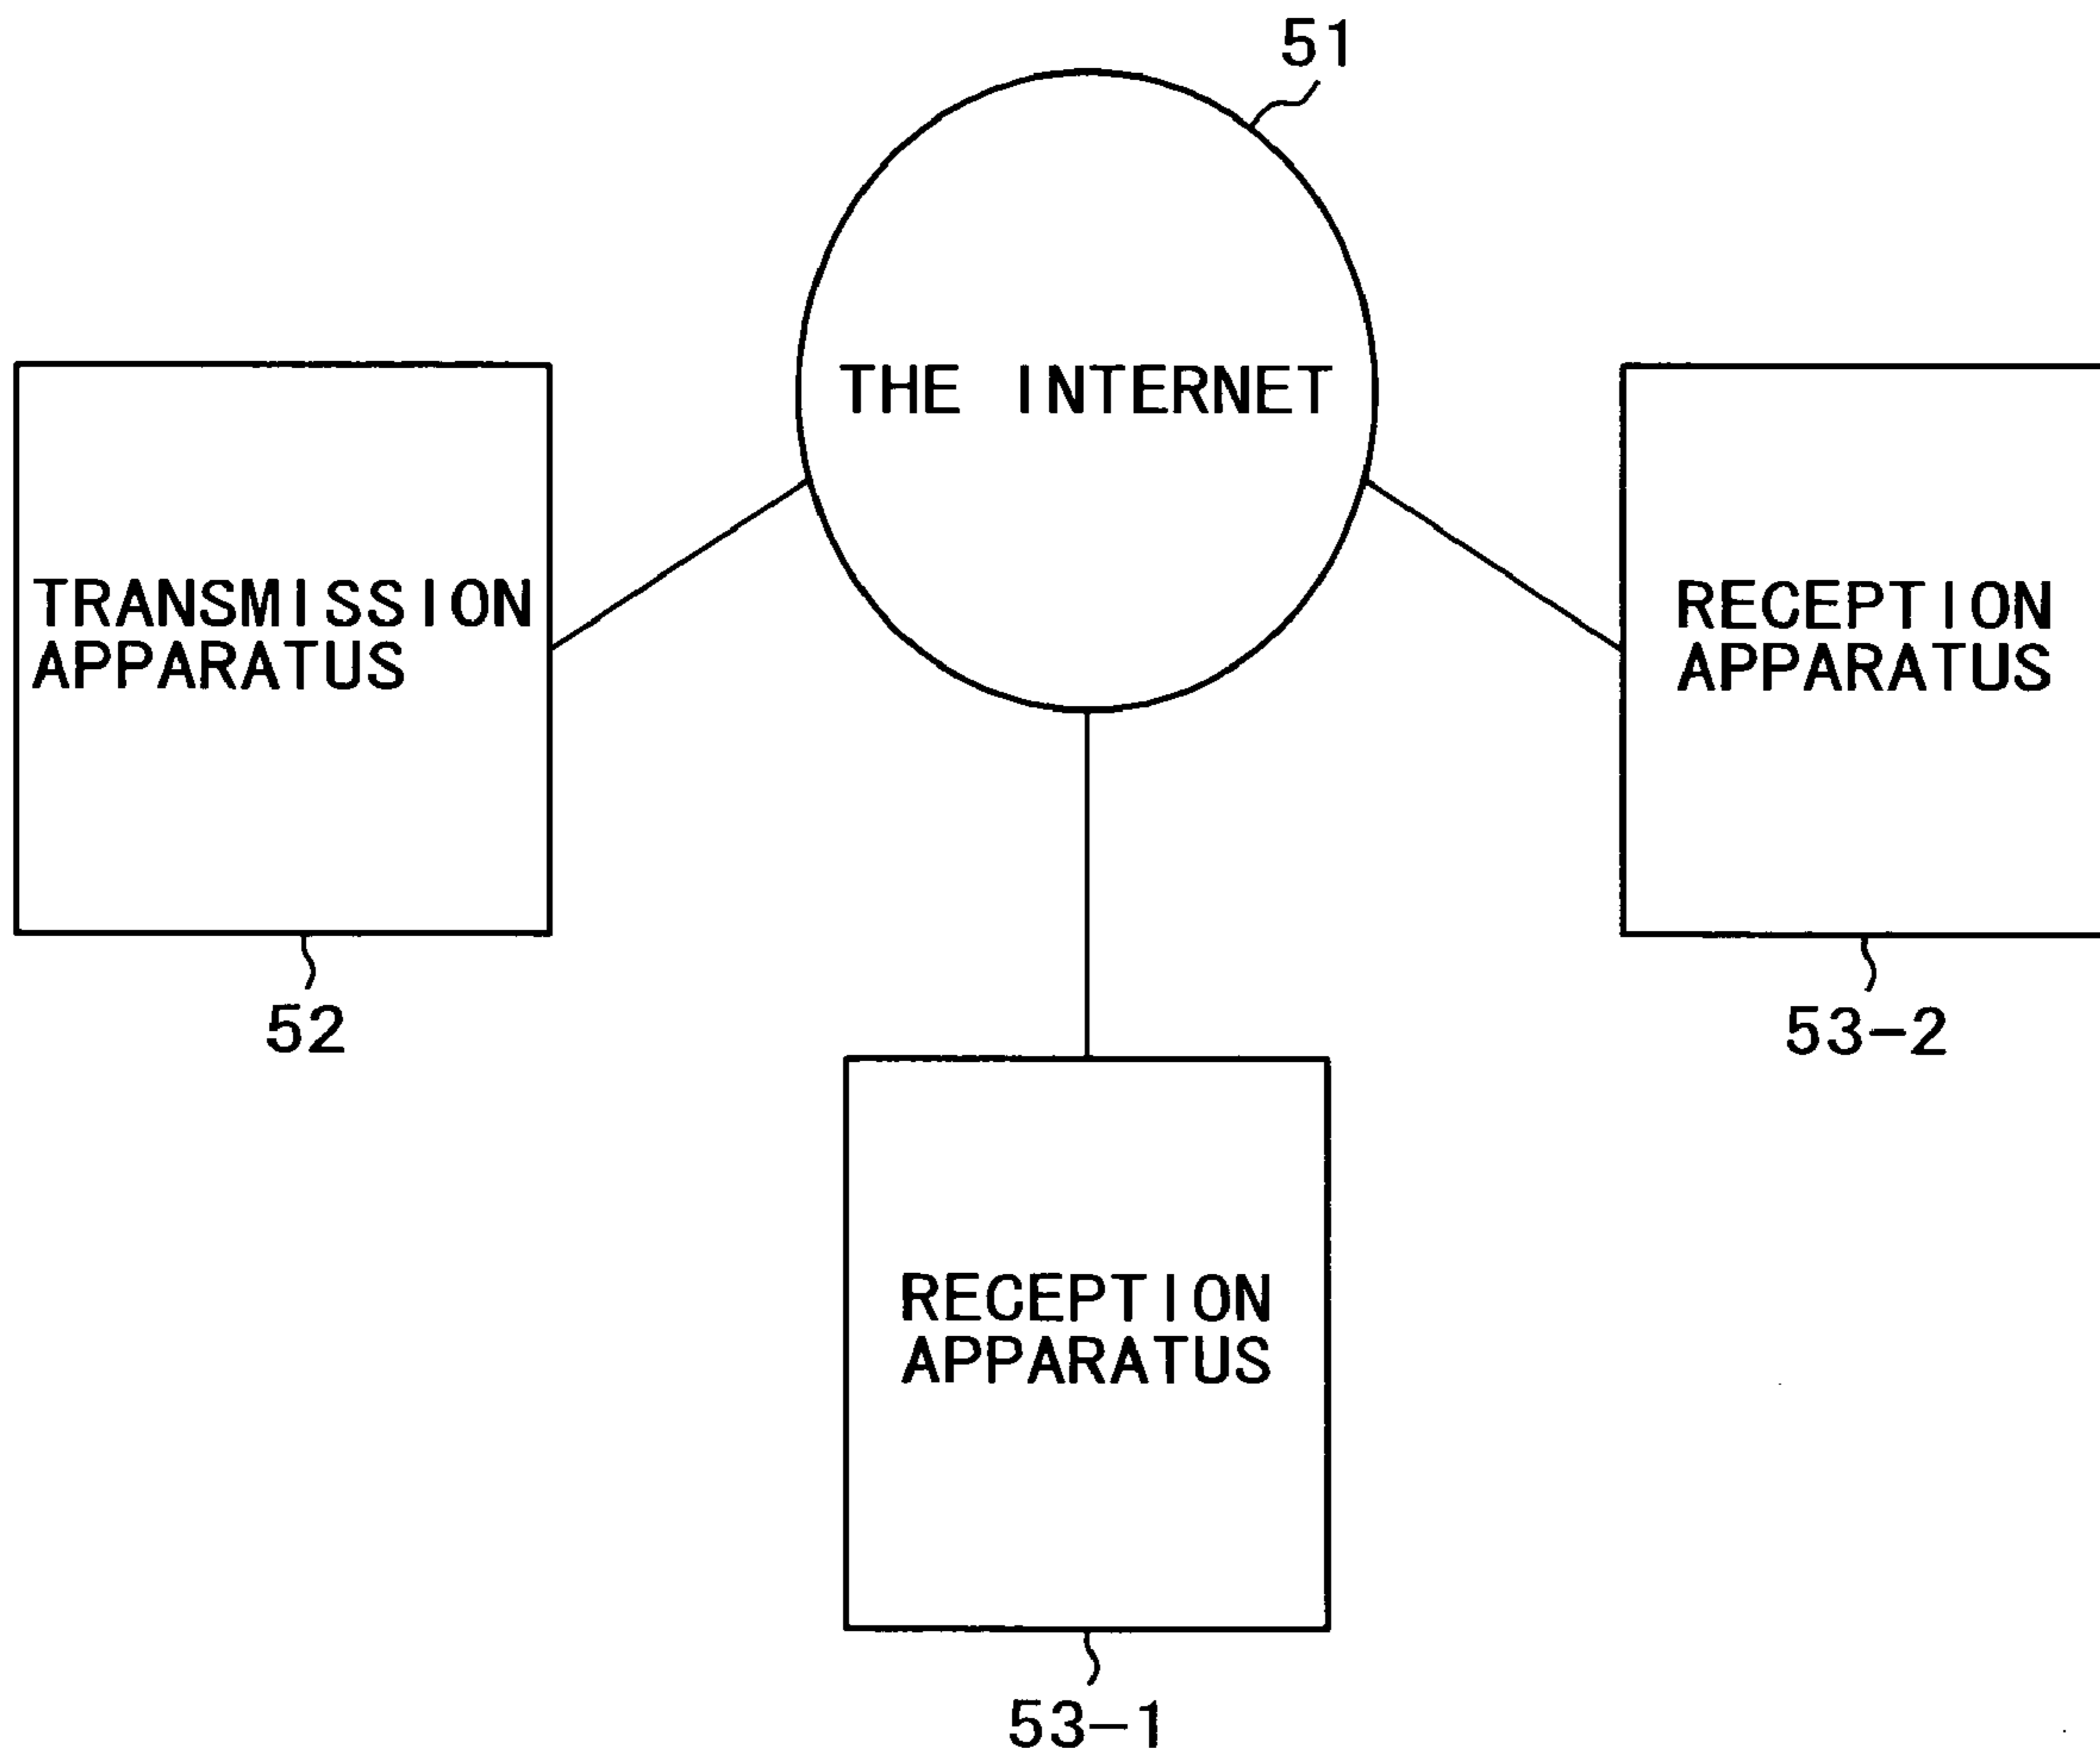 51
THE INTERNET
TRANSMISSION
APPARATUS
RECEPTION
APPARATUS
52
53-2
RECEPTION
APPARATUS
53-1